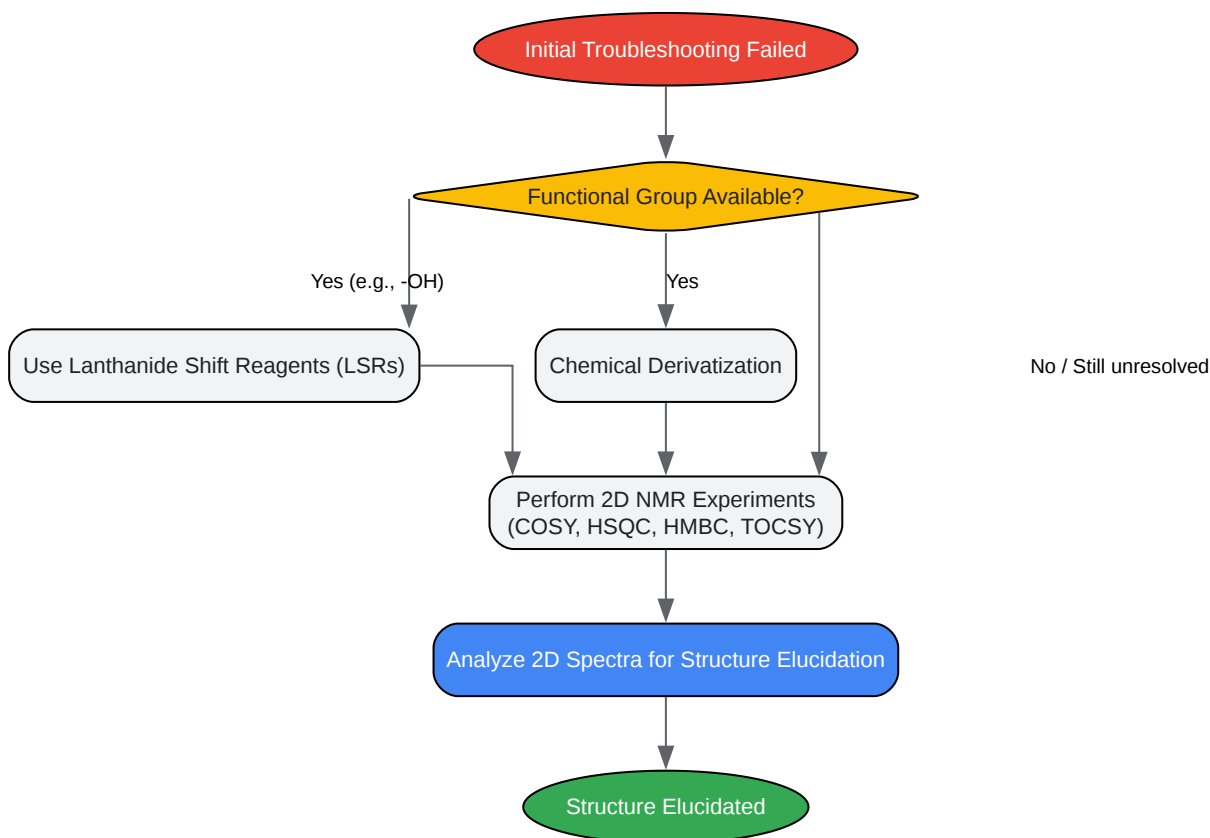 Initial Troubleshooting Failed
Functional Group Available?
Yes (e.g., -OH)
Yes
Use Lanthanide Shift Reagents (LSRs)
Chemical Derivatization
No / Still unresolved
Perform 2D NMR Experiments
(COSY, HSQC, HMBC, TOCSY)
Analyze 2D Spectra for Structure Elucidation
Structure Elucidated